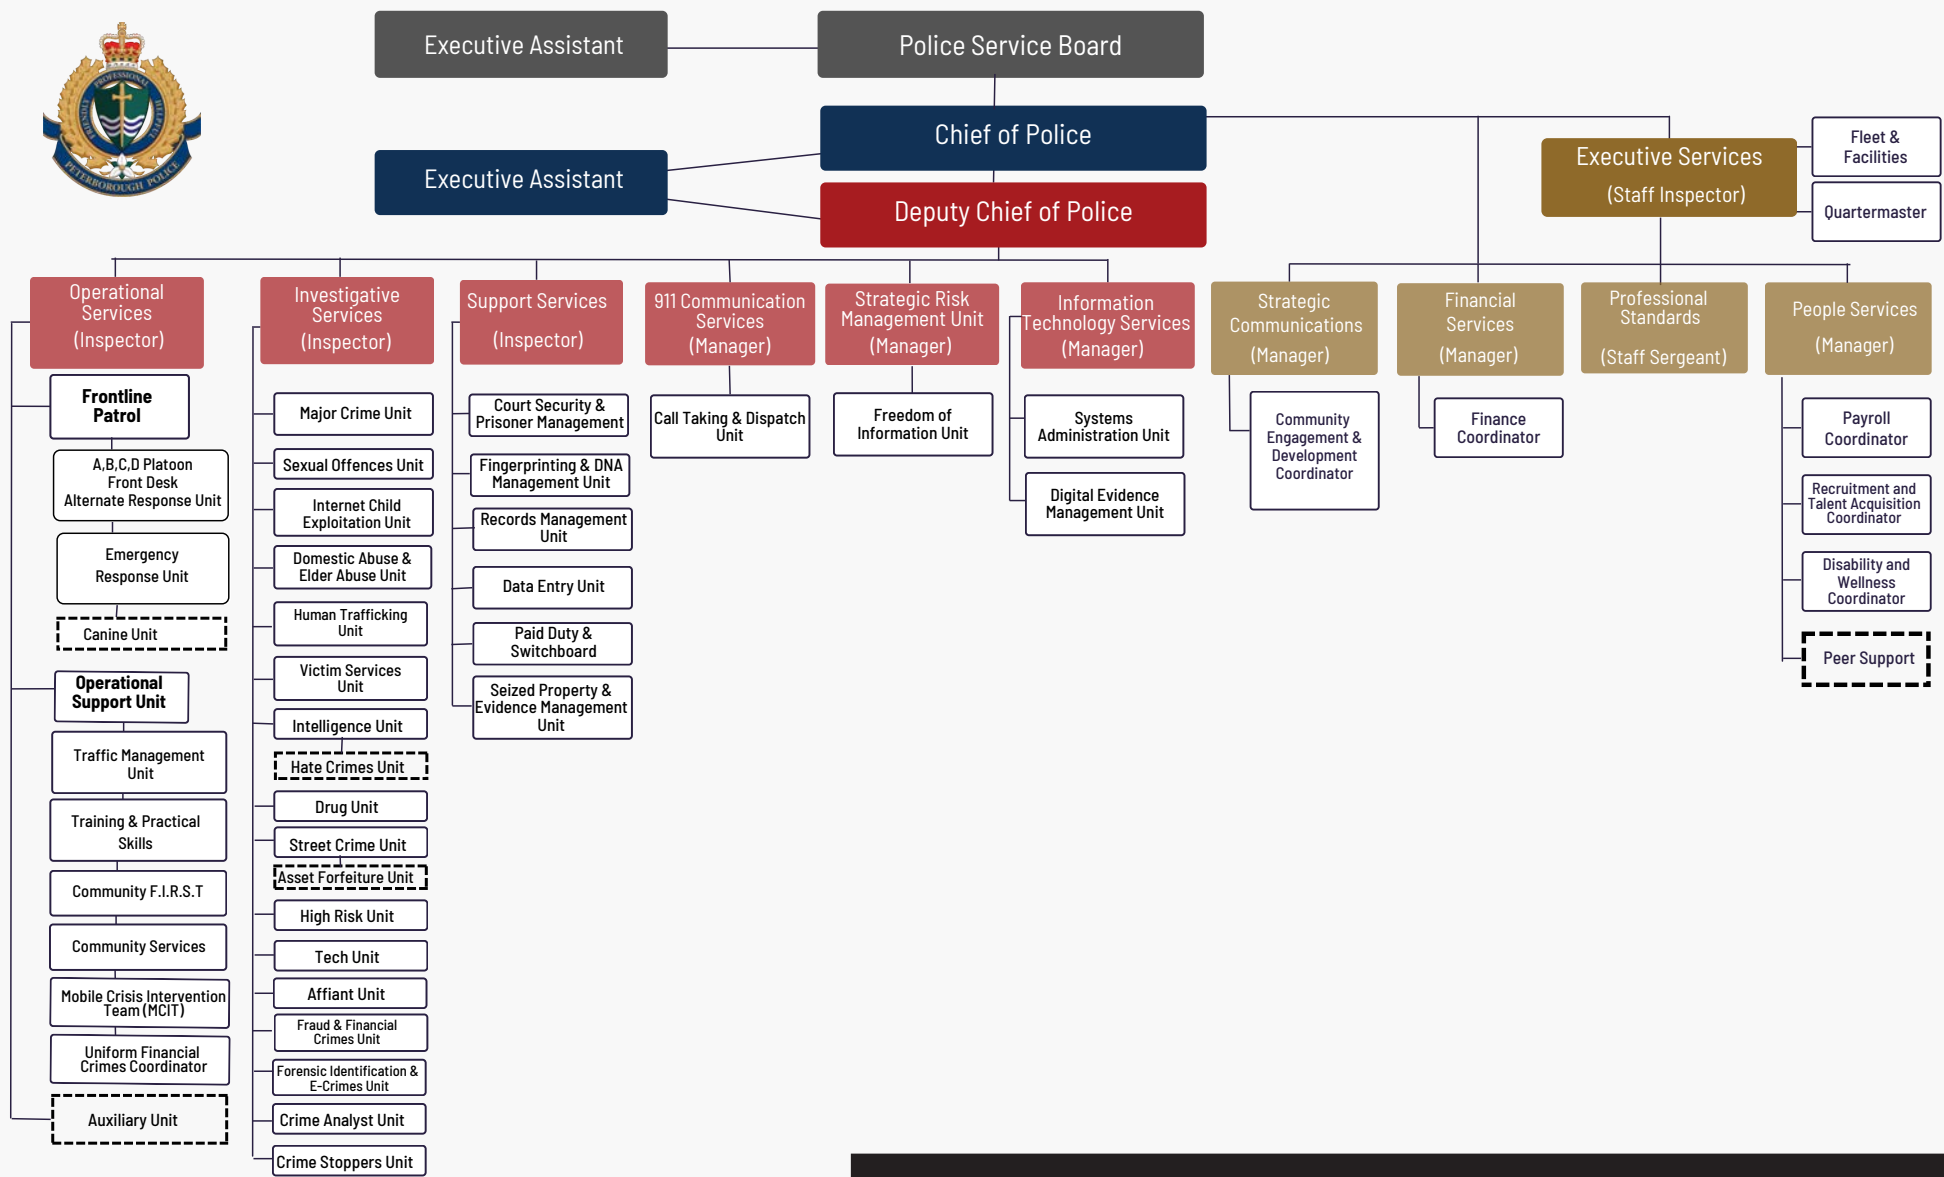 PROFESSIONAL
FRIENDLY
HELPFUL
PETERBOROUGH POLICE
Executive Assistant
Police Service Board
Chief of Police
Executive Assistant
Deputy Chief of Police
Executive Services
(Staff Inspector)
Fleet &
Facilities
Quartermaster
Operational
Services
(Inspector)
Frontline
Patrol
A,B,C,D Platoon
Front Desk
Alternate Response Unit
Emergency
Response Unit
Canine Unit
Operational
Support Unit
Traffic Management
Unit
Training & Practical
Skills
Community F.I.R.S.T
Community Services
Mobile Crisis Intervention
Team (MCIT)
Uniform Financial
Crimes Coordinator
Auxiliary Unit
Investigative
Services
(Inspector)
Major Crime Unit
Sexual Offences Unit
Internet Child
Exploitation Unit
Domestic Abuse &
Elder Abuse Unit
Human Trafficking
Unit
Victim Services
Unit
Intelligence Unit
Hate Crimes Unit
Drug Unit
Street Crime Unit
Asset Forfeiture Unit
High Risk Unit
Tech Unit
Affiant Unit
Fraud & Financial
Crimes Unit
Forensic Identification &
E-Crimes Unit
Crime Analyst Unit
Crime Stoppers Unit
Support Services
(Inspector)
Court Security &
Prisoner Management
Fingerprinting & DNA
Management Unit
Records Management
Unit
Data Entry Unit
Paid Duty &
Switchboard
Seized Property &
Evidence Management
Unit
911 Communication
Services
(Manager)
Call Taking & Dispatch
Unit
Strategic Risk
Management Unit
(Manager)
Freedom of
Information Unit
Information
Technology Services
(Manager)
Systems
Administration Unit
Digital Evidence
Management Unit
Strategic
Communications
(Manager)
Community
Engagement &
Development
Coordinator
Financial
Services
(Manager)
Finance
Coordinator
Professional
Standards
(Staff Sergeant)
People Services
(Manager)
Payroll
Coordinator
Recruitment and
Talent Acquisition
Coordinator
Disability and
Wellness
Coordinator
Peer Support